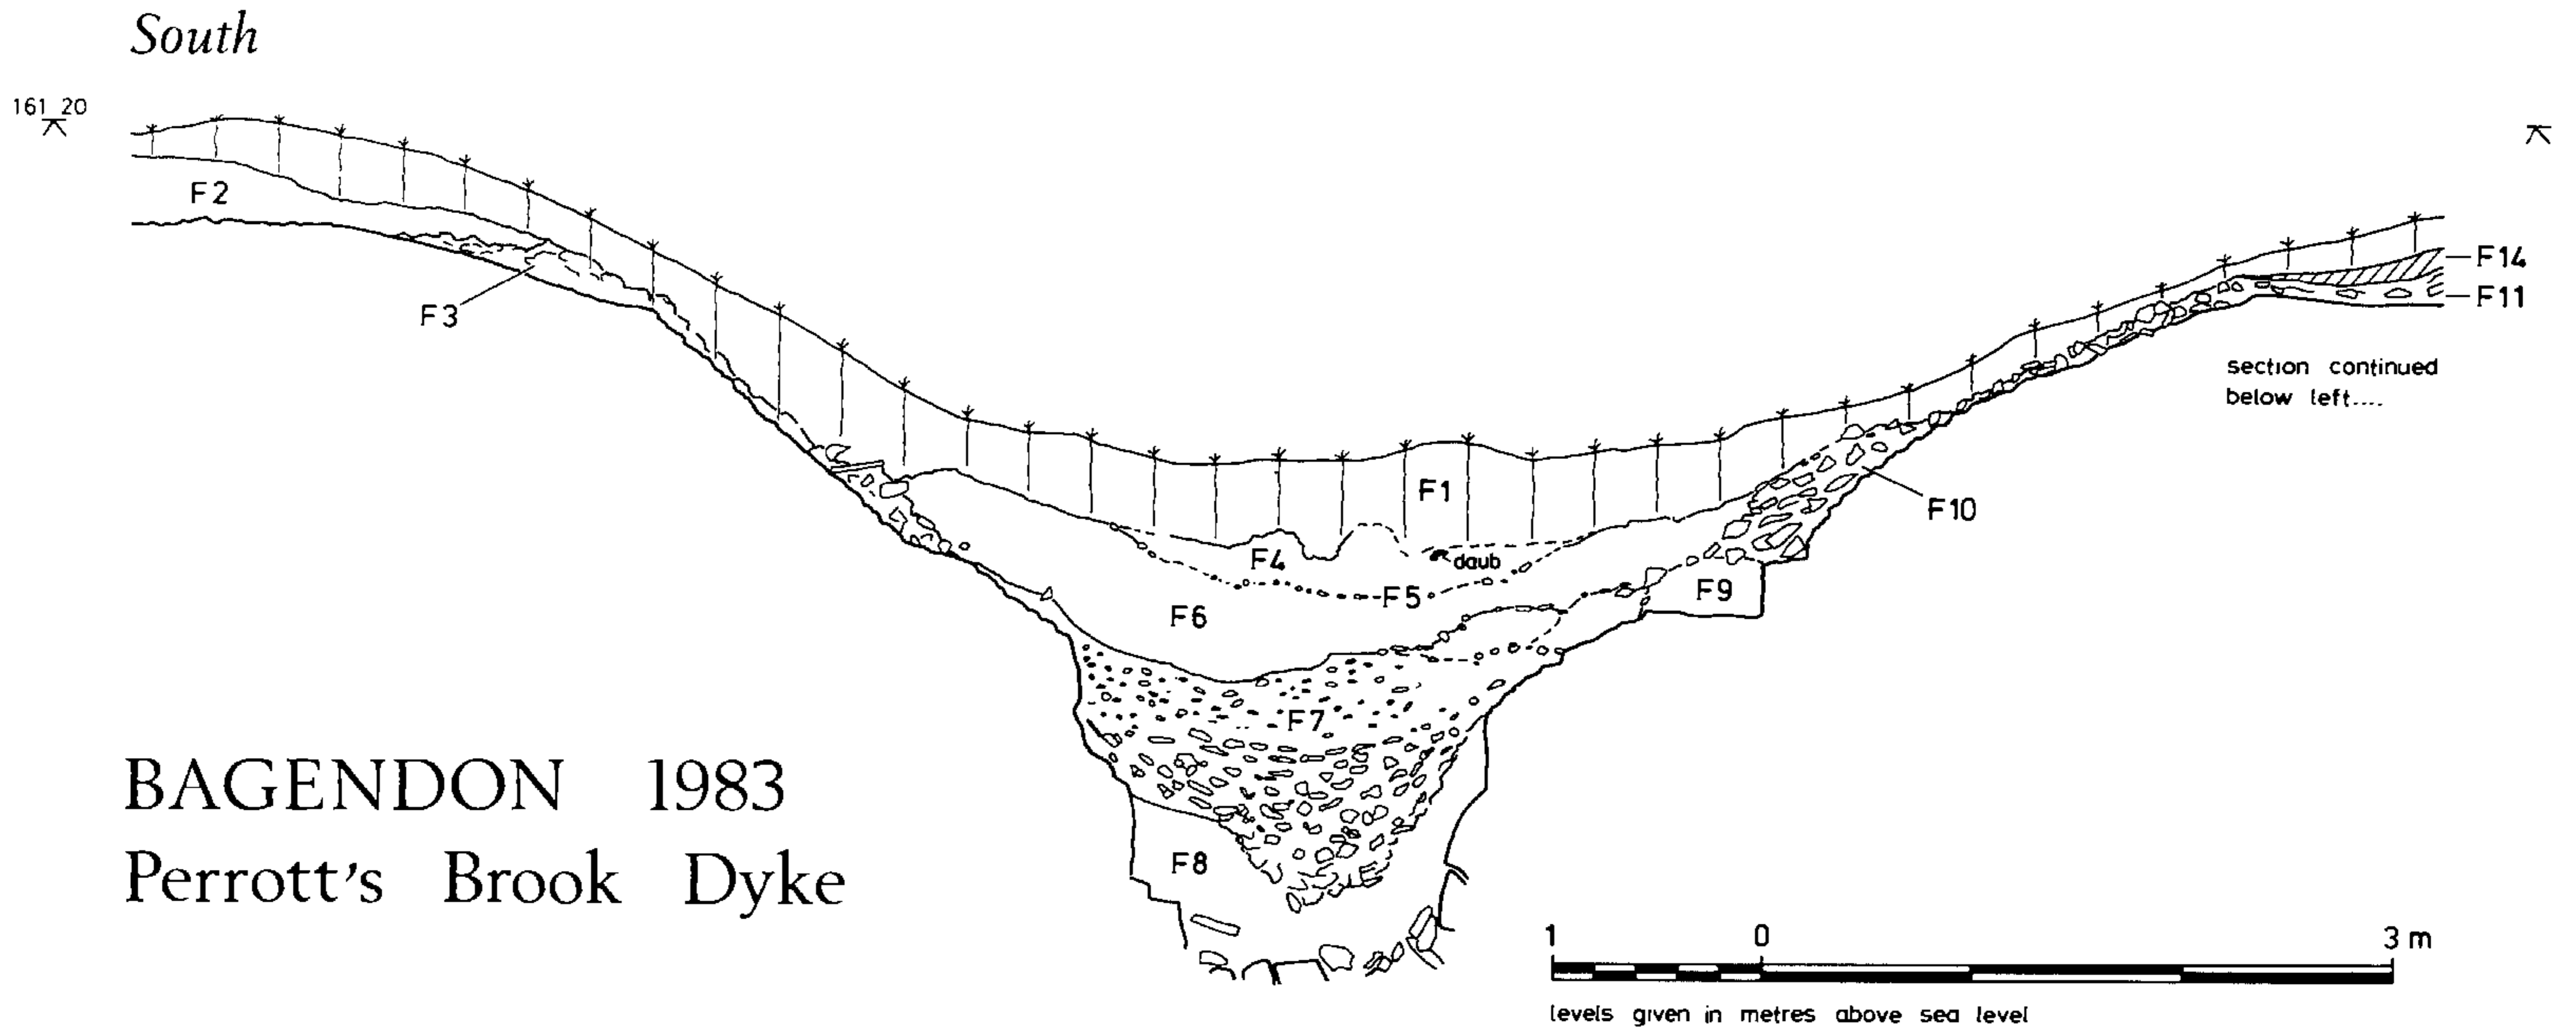 South
161 20
F2
F3
F14
F11
section continued
below left....
F1
F10
F4
daub
F5
F9
F6
F7
F8
BAGENDON 1983
Perrott's Brook Dyke
1 0 3 m
levels given in metres above sea level